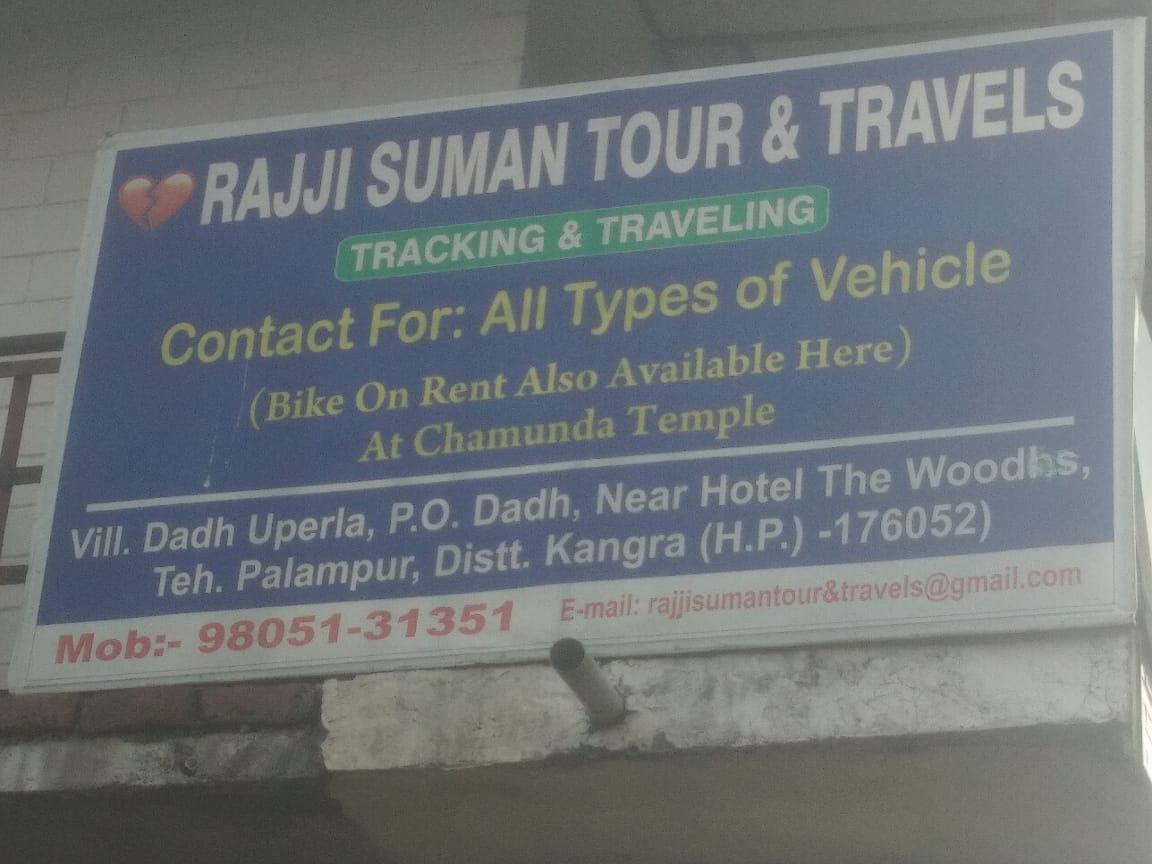 RAJJI SUMAN TOUR & TRAVELS
TRACKING & TRAVELING
Contact For: All Types of Vehicle
(Bike On Rent Also Available Here)
At Chamunda Temple
Vill. Dadh Uperla, P.O. Dadh, Near Hotel The
Teh. Palampur, Distt. Kangra (H.P.) -176052)
Mob:- 98051-31351
E-mail: rajjisumantour&travels@gmail.com